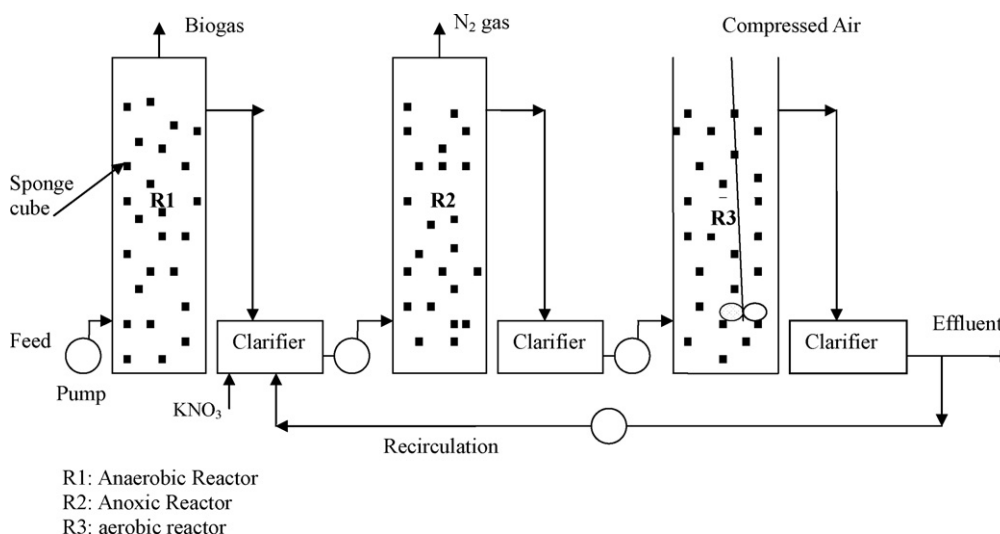 Biogas
N₂ gas
Compressed Air
Sponge
cube
R1
R2
R3
Feed
Pump
Clarifier
Clarifier
Clarifier
Effluent
KNO₃
Recirculation
R1: Anaerobic Reactor
R2: Anoxic Reactor
R3: aerobic reactor